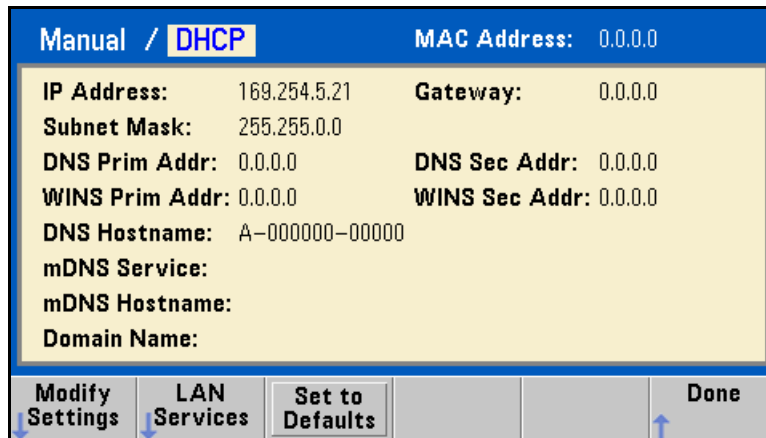 Manual / DHCP MAC Address: 0.0.0.0
IP Address: 169.254.5.21 Gateway: 0.0.0.0
Subnet Mask: 255.255.0.0
DNS Prim Addr: 0.0.0.0 DNS Sec Addr: 0.0.0.0
WINS Prim Addr: 0.0.0.0 WINS Sec Addr: 0.0.0.0
DNS Hostname: A-000000-00000
mDNS Service:
mDNS Hostname:
Domain Name:
Modify Settings
LAN Services
Set to Defaults
Done